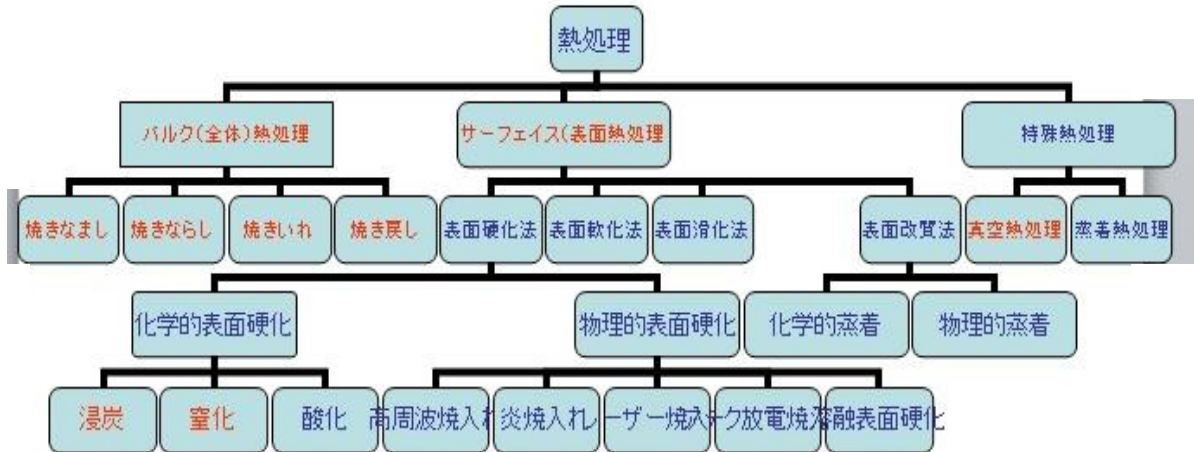 熱処理
バルク(全体)熱処理
サーフェイス(表面熱処理
特殊熱処理
焼きなまし
焼きならし
焼きいれ
焼き戻し
表面硬化法
表面軟化法
表面滑化法
表面改質法
真空熱処理
蒸着熱処理
化学的表面硬化
物理的表面硬化
化学的蒸着
物理的蒸着
浸炭
窒化
酸化
高周波焼入れ
炎焼入れ
ーザー焼入
ーク放電焼
溶融表面硬化